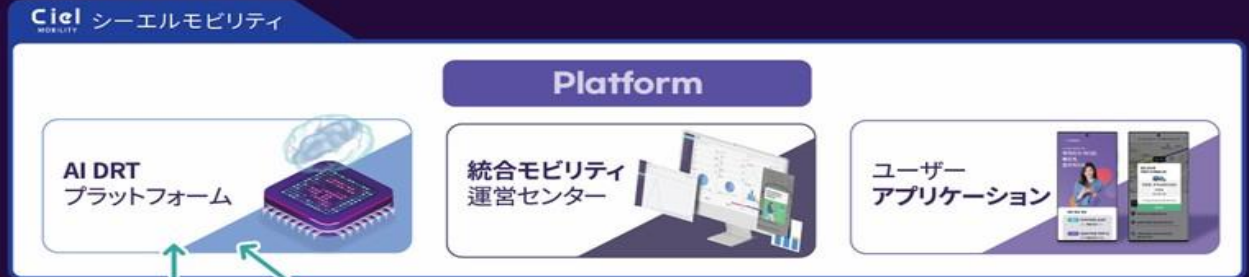 Ciel シーエルモビリティ
MOBILITY
Platform
AI DRT
プラットフォーム
統合モビリティ
運営センター
ユーザー
アプリケーション